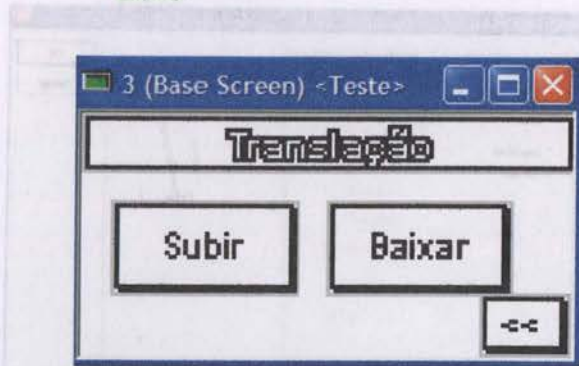 3 (Base Screen) <Teste>
Translação
Subir Baixar
<<